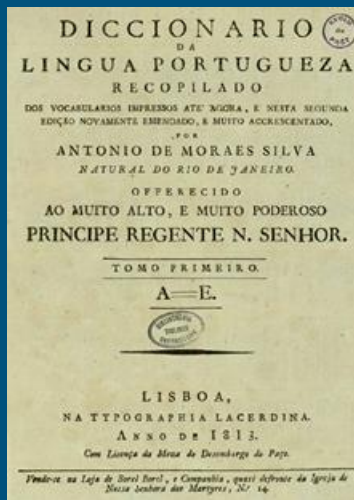 DICCIONARIO
DA
LINGUA PORTUGUEZA
RECOPILADO
DOS VOCABULARIOS IMPRESSOS ATE' AGORA, E NESTA SEGUNDA
EDIÇÃO NOVAMENTE EMENDADO, E MUITO ACCRESCENTADO,
POR
ANTONIO DE MORAES SILVA
NATURAL DO RIO DE JANEIRO.
OFFERECIDO
AO MUITO ALTO, E MUITO PODEROSO
PRINCIPE REGENTE N. SENHOR.
TOMO PRIMEIRO.
A=E.
LISBOA,
NA TYPOGRAPHIA LACERDINA.
ANNO DE 1813.
Com Licença da Meza do Desembargo do Paço.
Vende-se na Loja de Borel Borel, e Companhia, quasi defronte da Igreja de
Nossa Senhora dos Martyres, N.º 14.